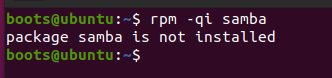 boots@ubuntu:~$ rpm -qi samba
package samba is not installed
boots@ubuntu:~$